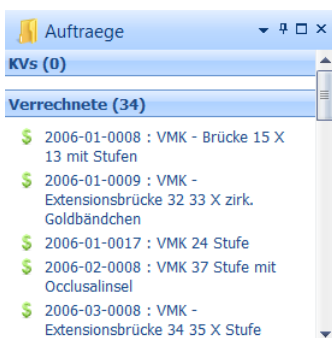 Auftraege
KVs (0)
Verrechnete (34)
2006-01-0008 : VMK - Brücke 15 X
13 mit Stufen
2006-01-0009 : VMK -
Extensionsbrücke 32 33 X zirk.
Goldbändchen
2006-01-0017 : VMK 24 Stufe
2006-02-0008 : VMK 37 Stufe mit
Occlusalinsel
2006-03-0008 : VMK -
Extensionsbrücke 34 35 X Stufe